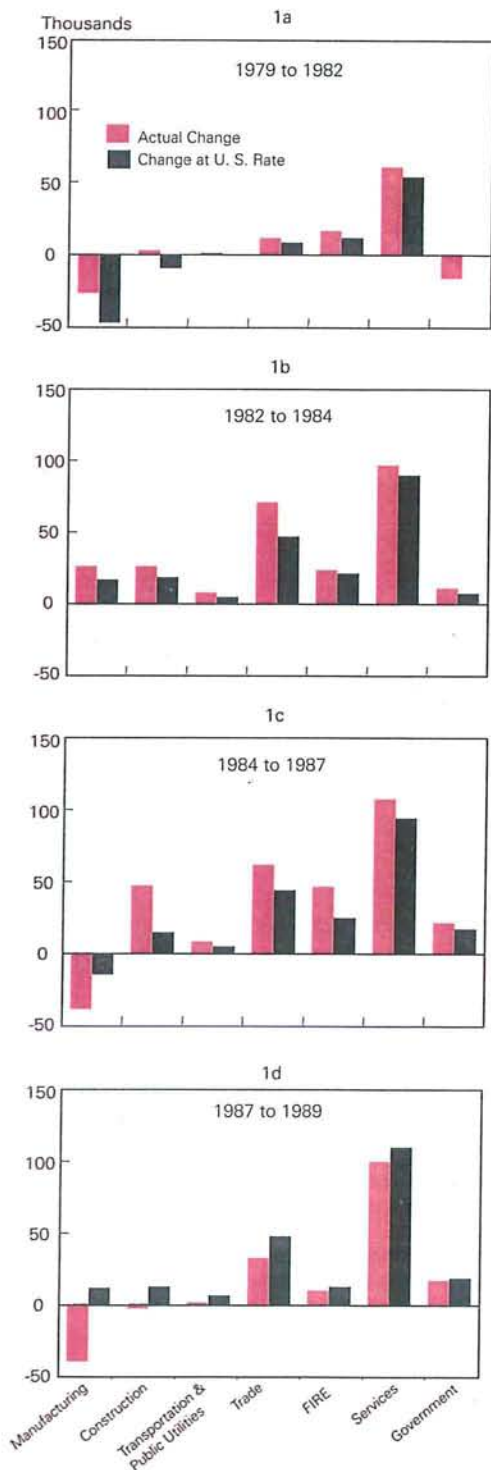 Thousands
1a
150
1979 to 1982
100
Actual Change
Change at U. S. Rate
50
0
-50
1b
150
1982 to 1984
100
50
0
-50
1c
150
1984 to 1987
100
50
0
-50
1d
150
1987 to 1989
100
50
0
-50
Manufacturing
Construction
Transportation &
Public Utilities
Trade
FIRE
Services
Government